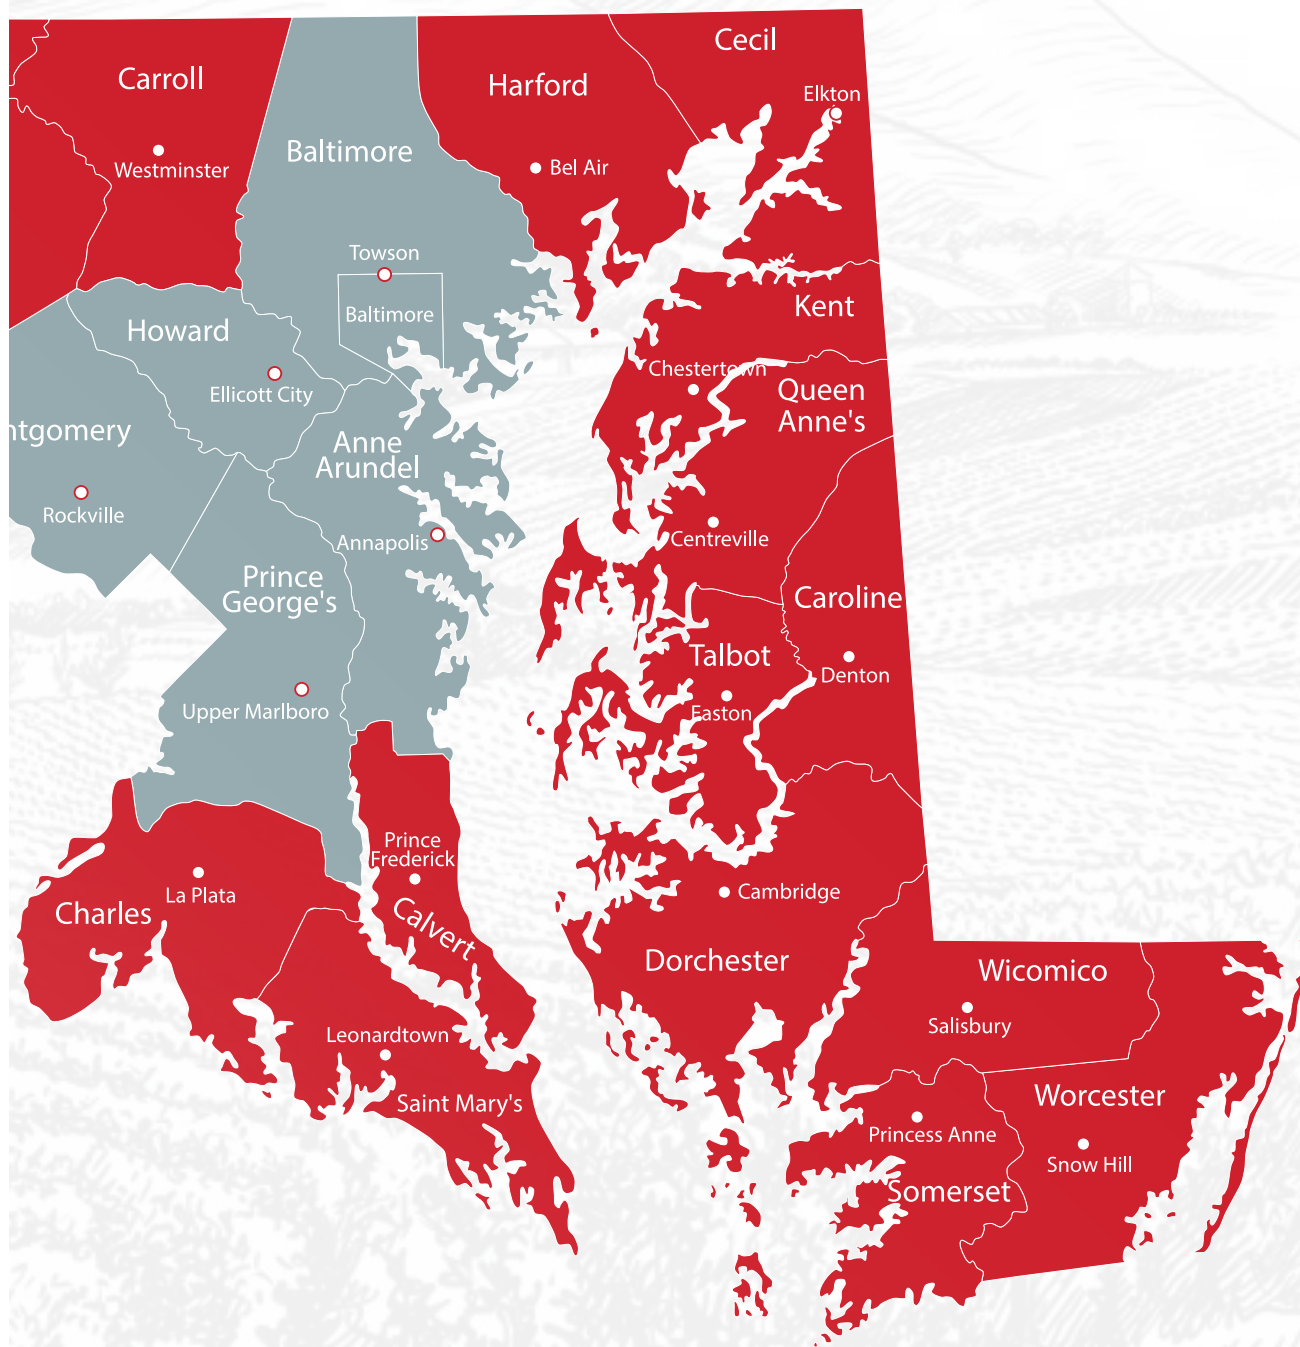 Cecil
Carroll
Harford
Elkton
Baltimore
Westminster
Bel Air
Towson
Baltimore
Kent
Howard
Chestertown
Ellicott City
Queen
Anne's
ntgomery
Anne
Arundel
Rockville
Annapolis
Centreville
Prince
George's
Caroline
Talbot
Denton
Upper Marlboro
Easton
Prince
Frederick
La Plata
Cambridge
Charles
Calvert
Dorchester
Wicomico
Salisbury
Leonardtown
Saint Mary's
Worcester
Princess Anne
Snow Hill
Somerset